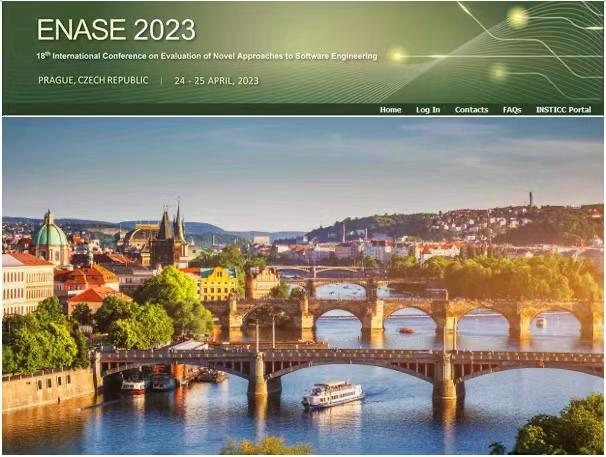 ENASE 2023
18th International Conference on Evaluation of Novel Approaches to Software Engineering
PRAGUE, CZECH REPUBLIC | 24 - 25 APRIL, 2023
Home Log In Contacts FAQs INSTICC Portal